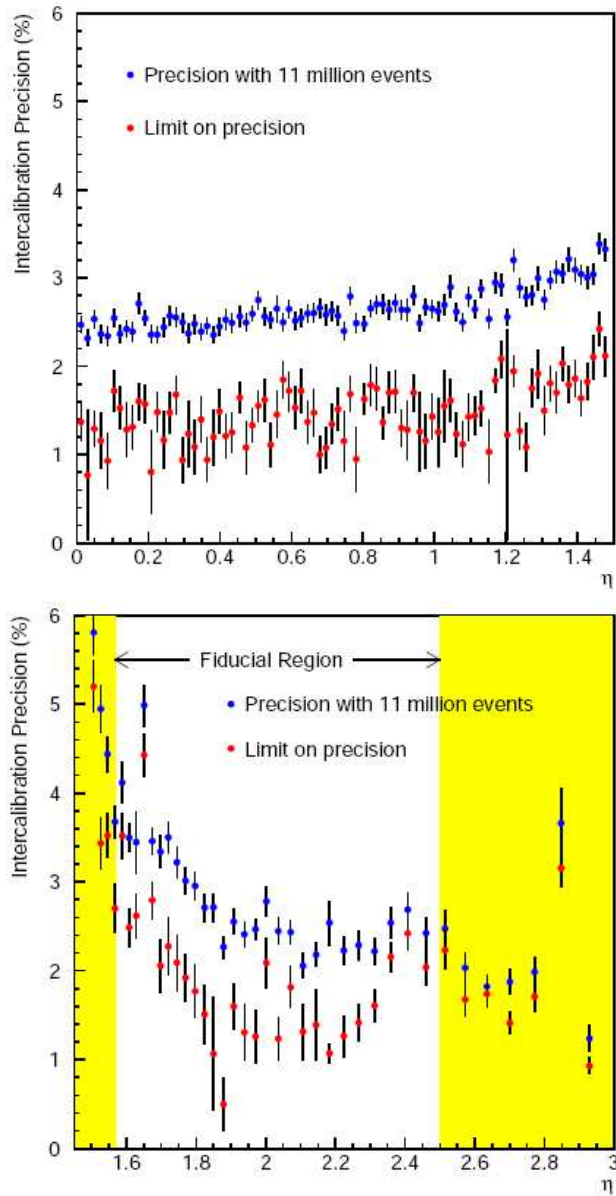 Intercalibration Precision (%)
6
5
4
3
2
1
0
Precision with 11 million events
Limit on precision
0 0.2 0.4 0.6 0.8 1 1.2 1.4
η
Intercalibration Precision (%)
6
5
4
3
2
1
0
Fiducial Region
Precision with 11 million events
Limit on precision
1.6 1.8 2 2.2 2.4 2.6 2.8 3
η